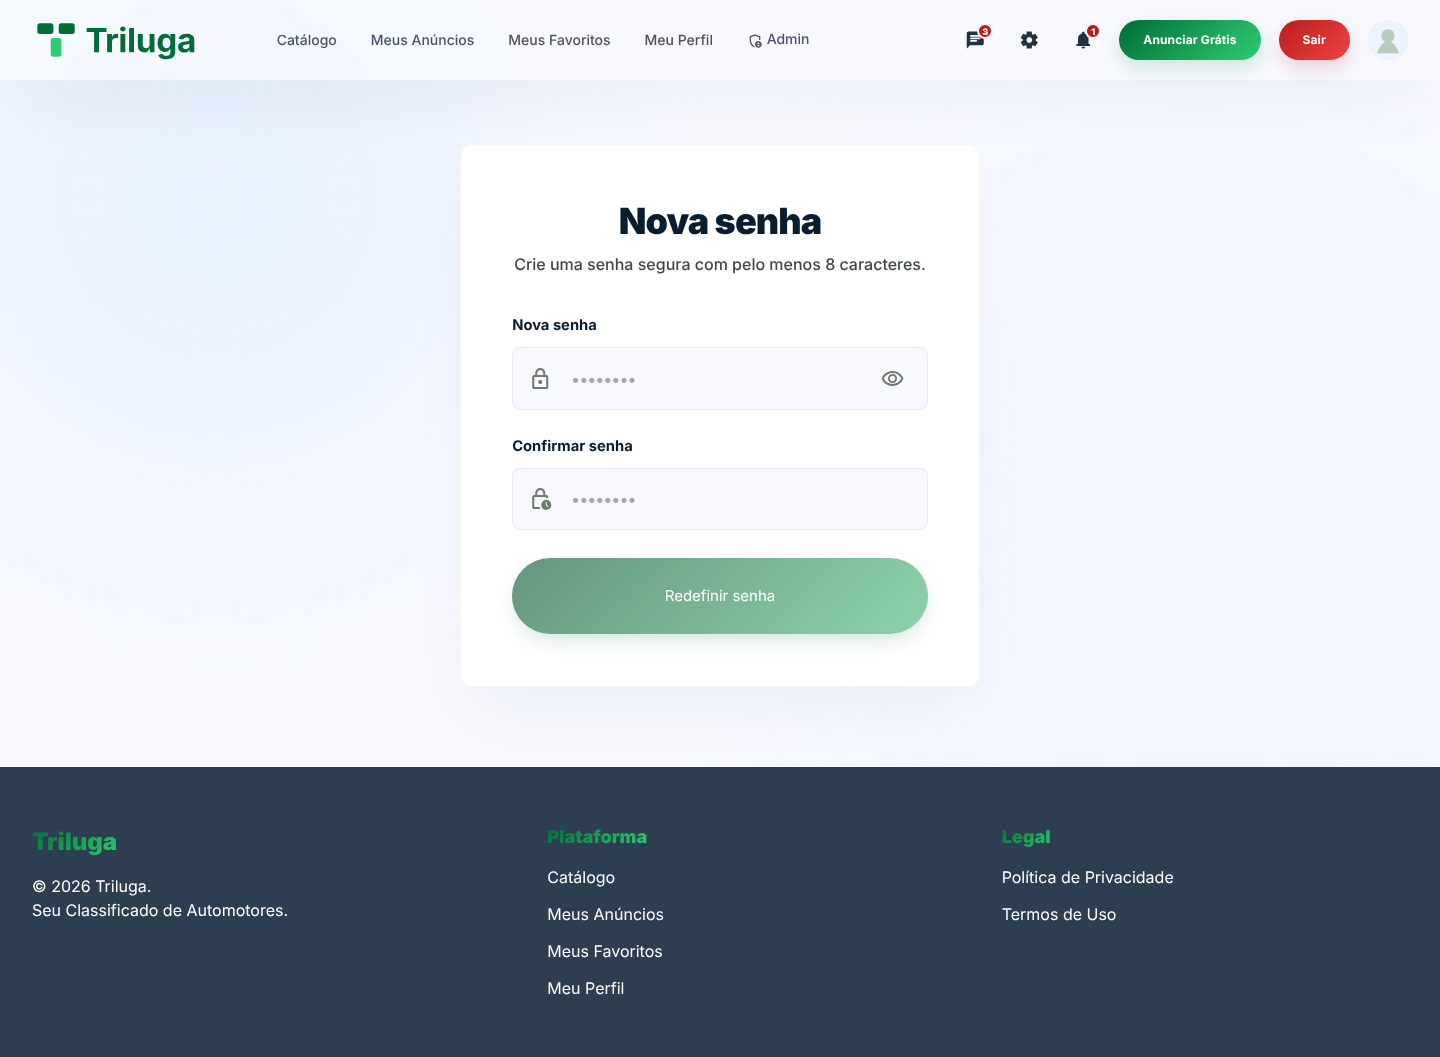 Triluga
Catálogo
Meus Anúncios
Meus Favoritos
Meu Perfil
Admin
3
1
Anunciar Grátis
Sair
Nova senha
Crie uma senha segura com pelo menos 8 caracteres.
Nova senha
••••••••
Confirmar senha
••••••••
Redefinir senha
Triluga
© 2026 Triluga.
Seu Classificado de Automotores.
Plataforma
Catálogo
Meus Anúncios
Meus Favoritos
Meu Perfil
Legal
Política de Privacidade
Termos de Uso